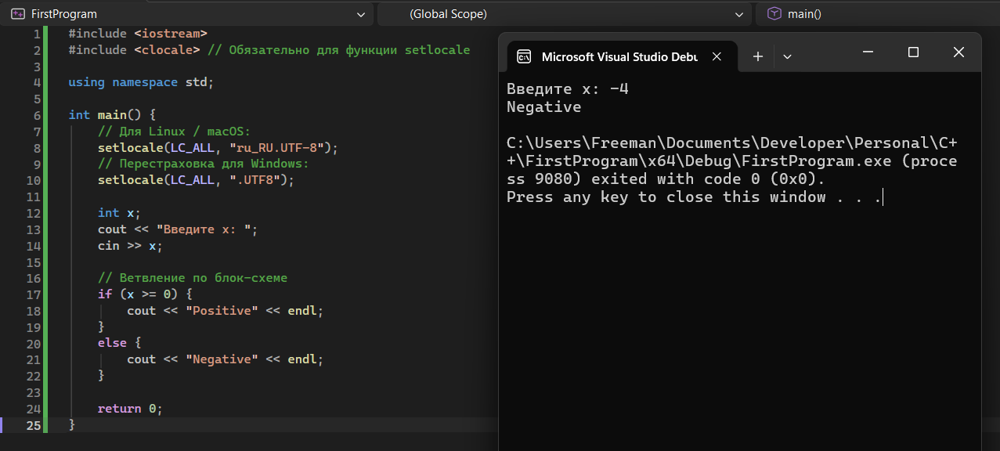 FirstProgram
(Global Scope)
main()
1 #include <iostream>
2 #include <clocale> // Обязательно для функции setlocale
3
4 using namespace std;
5
6 int main() {
7 // Для Linux / macOS:
8 setlocale(LC_ALL, "ru_RU.UTF-8");
9 // Перестраховка для Windows:
10 setlocale(LC_ALL, ".UTF8");
11
12 int x;
13 cout << "Введите x: ";
14 cin >> x;
15
16 // Ветвление по блок-схеме
17 if (x >= 0) {
18 cout << "Positive" << endl;
19 }
20 else {
21 cout << "Negative" << endl;
22 }
23
24 return 0;
25 }
Microsoft Visual Studio Debu
Введите x: -4
Negative
C:\Users\Freeman\Documents\Developer\Personal\C+
+\FirstProgram\x64\Debug\FirstProgram.exe (proce
ss 9080) exited with code 0 (0x0).
Press any key to close this window . . .